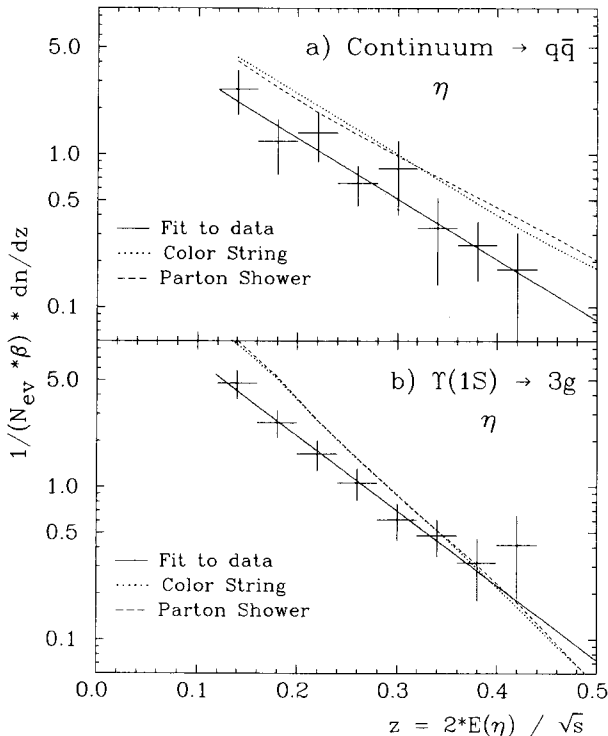 5.0
1.0
0.5
0.1
a) Continuum → qq̄
η
Fit to data
Color String
Parton Shower
1/(N_ev *β) * dn/dz
5.0
1.0
0.5
0.1
b) ϒ(1S) → 3g
η
Fit to data
Color String
Parton Shower
0.0 0.1 0.2 0.3 0.4 0.5
z = 2*E(η) / √s